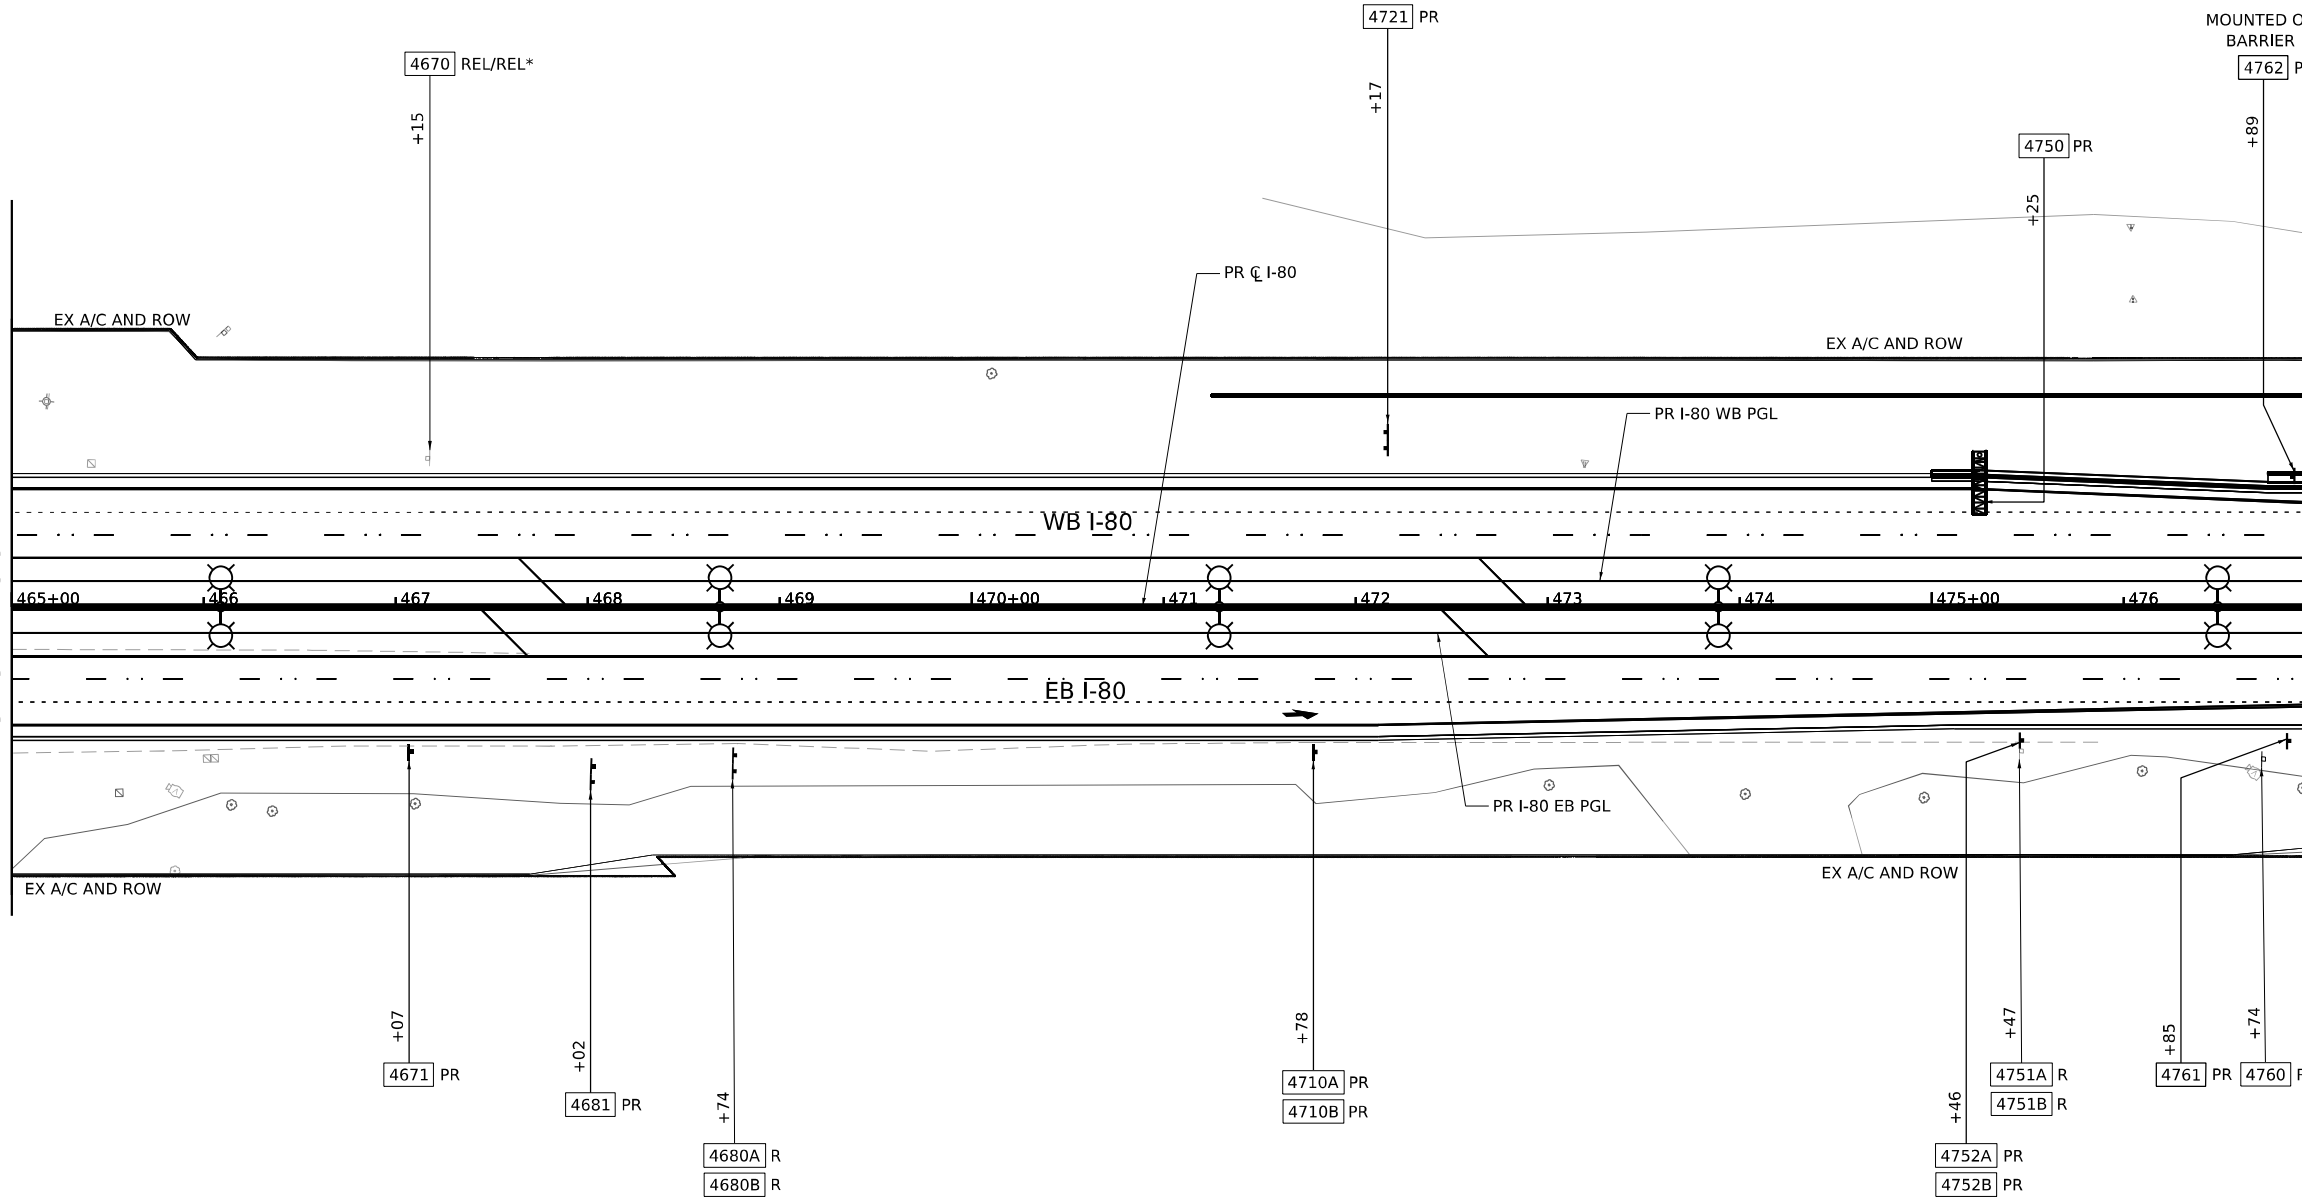 4721 PR
MOUNTED O
BARRIER
4670 REL/REL*
4762 P
+17
+15
+89
4750 PR
+25
PR ℄ I-80
EX A/C AND ROW
EX A/C AND ROW
PR I-80 WB PGL
WB I-80
465+00 466 467 468 469 470+00 471 472 473 474 475+00 476
EB I-80
PR I-80 EB PGL
EX A/C AND ROW
EX A/C AND ROW
+07
+02
+74
+78
+46
+47
+85
+74
4671 PR
4681 PR
4680A R
4680B R
4710A PR
4710B PR
4751A R
4751B R
4752A PR
4752B PR
4761 PR
4760